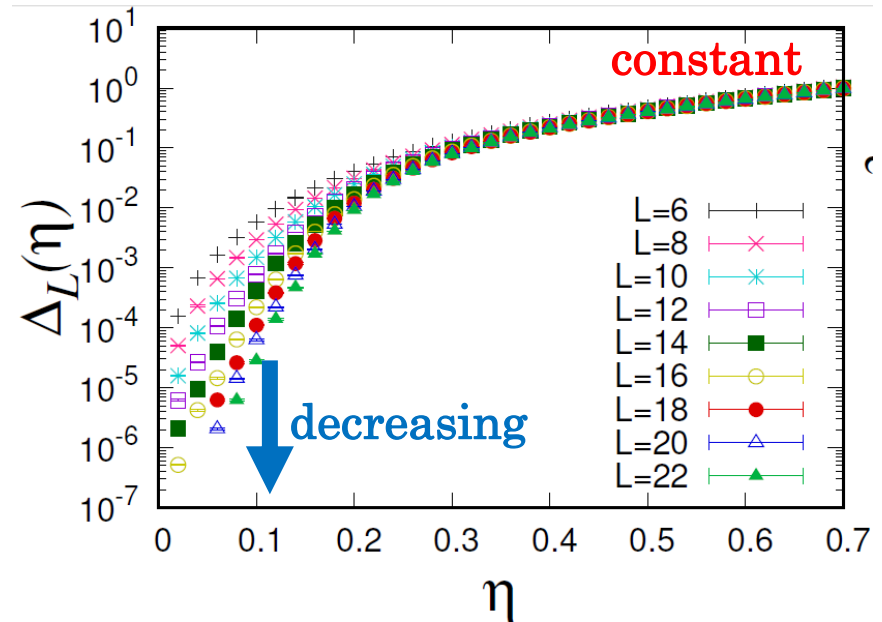 10^1
10^0
10^-1
10^-2
10^-3
10^-4
10^-5
10^-6
10^-7
Δ_L(η)
constant
L=6
L=8
L=10
L=12
L=14
L=16
L=18
L=20
L=22
decreasing
0 0.1 0.2 0.3 0.4 0.5 0.6 0.7
η